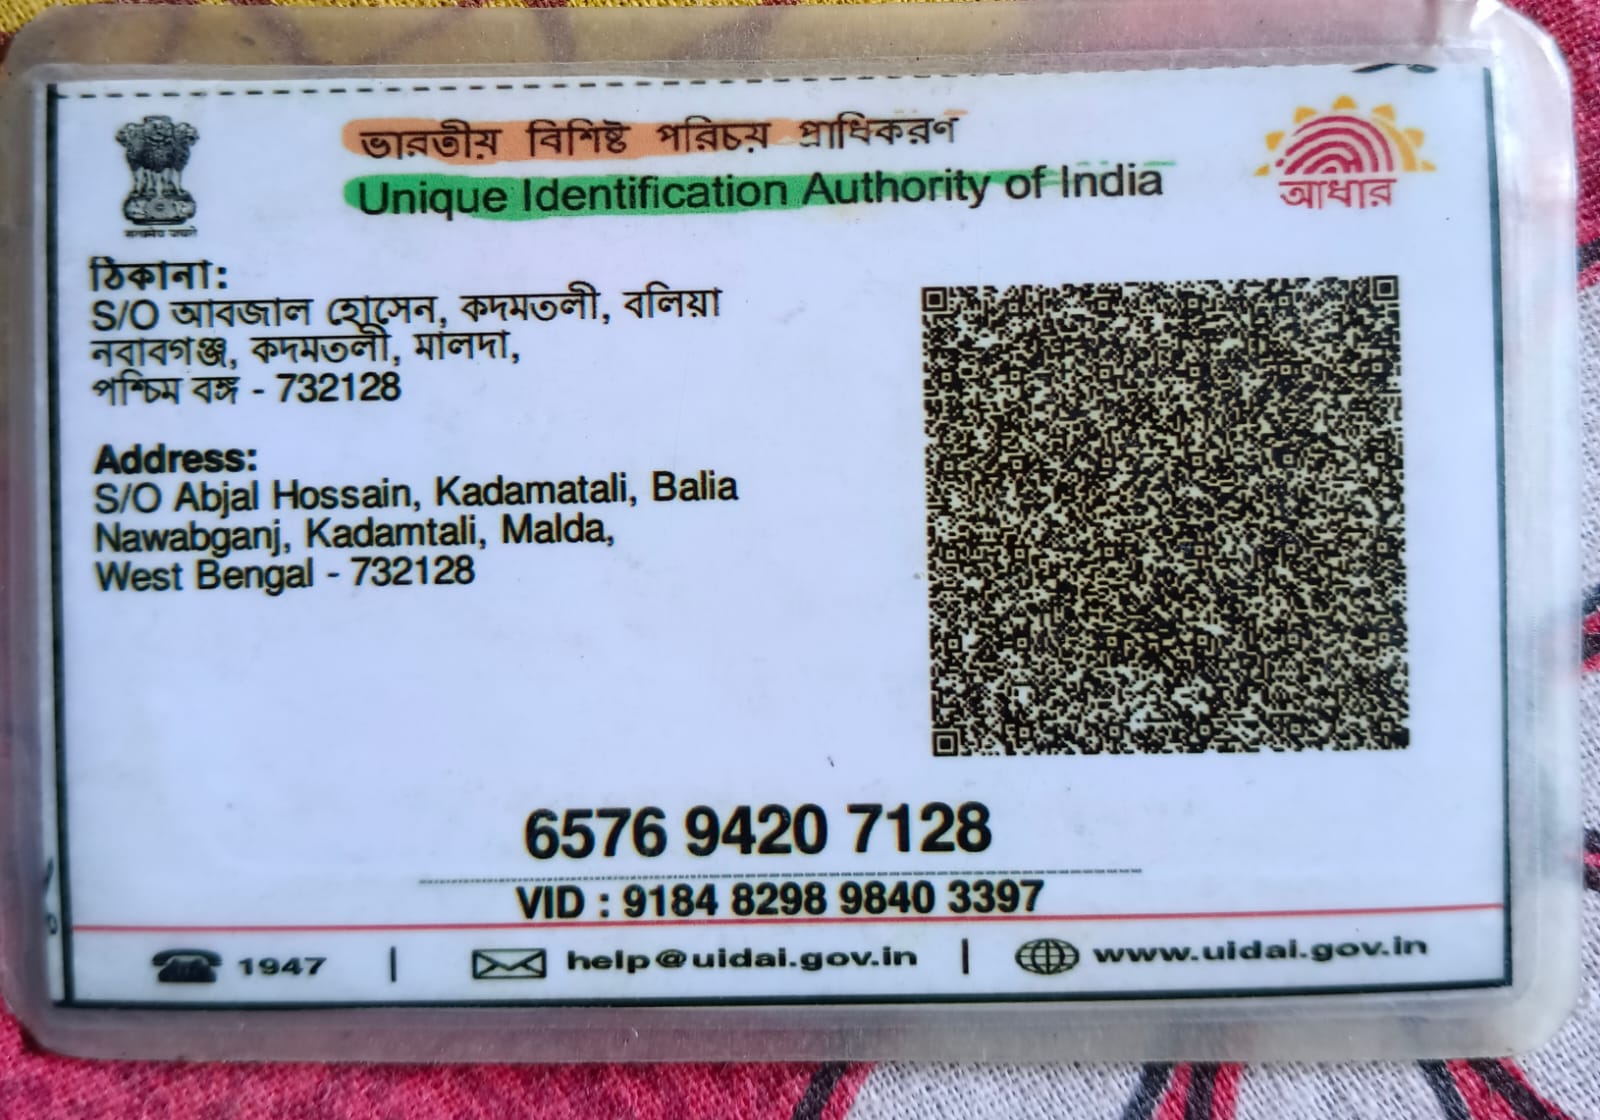 ভারতীয় বিশিষ্ট পরিচয় প্রাধিকরণ
Unique Identification Authority of India
আধার
ঠিকানা:
S/O আবজাল হোসেন, কদমতলী, বলিয়া
নবাবগঞ্জ, কদমতলী, মালদা,
পশ্চিম বঙ্গ - 732128
Address:
S/O Abjal Hossain, Kadamatali, Balia
Nawabganj, Kadamtali, Malda,
West Bengal - 732128
6576 9420 7128
VID : 9184 8298 9840 3397
1947 | help@uidai.gov.in | www.uidai.gov.in